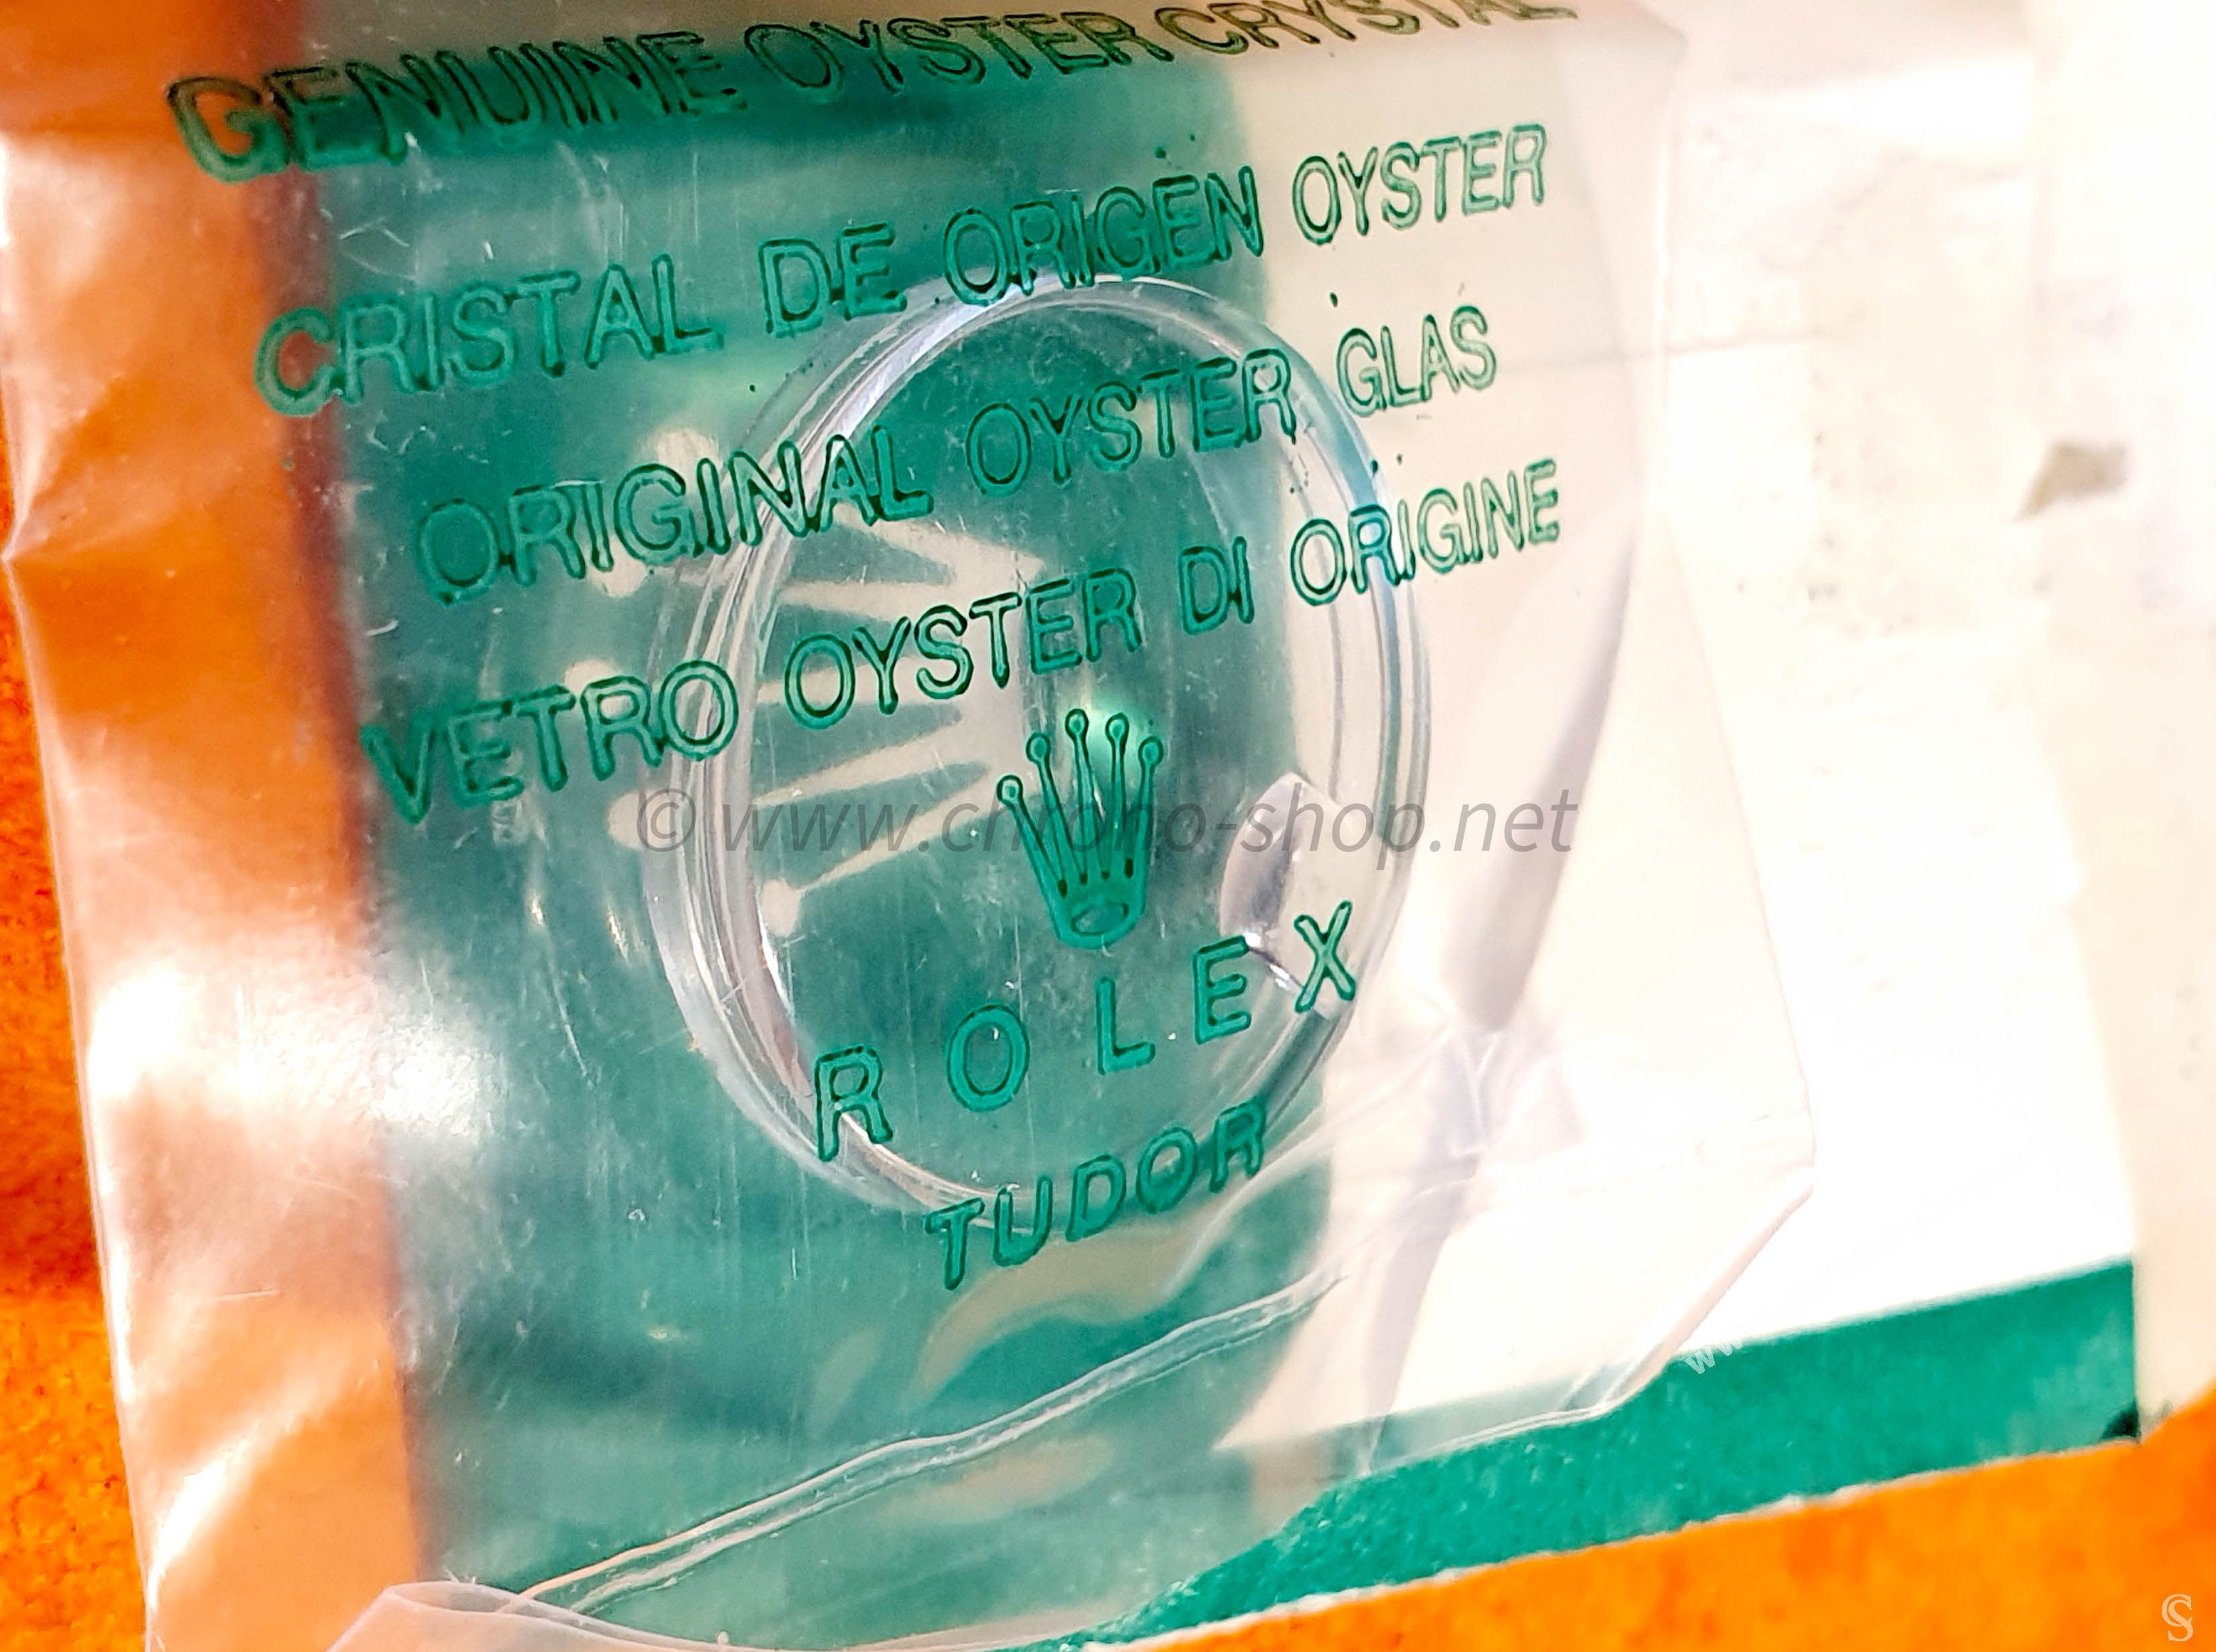 GENUINE OYSTER CRYSTAL
CRISTAL DE ORIGEN OYSTER
ORIGINAL OYSTER GLAS
VETRO OYSTER DI ORIGINE
© www.chrono-shop.net
ROLEX
TUDOR